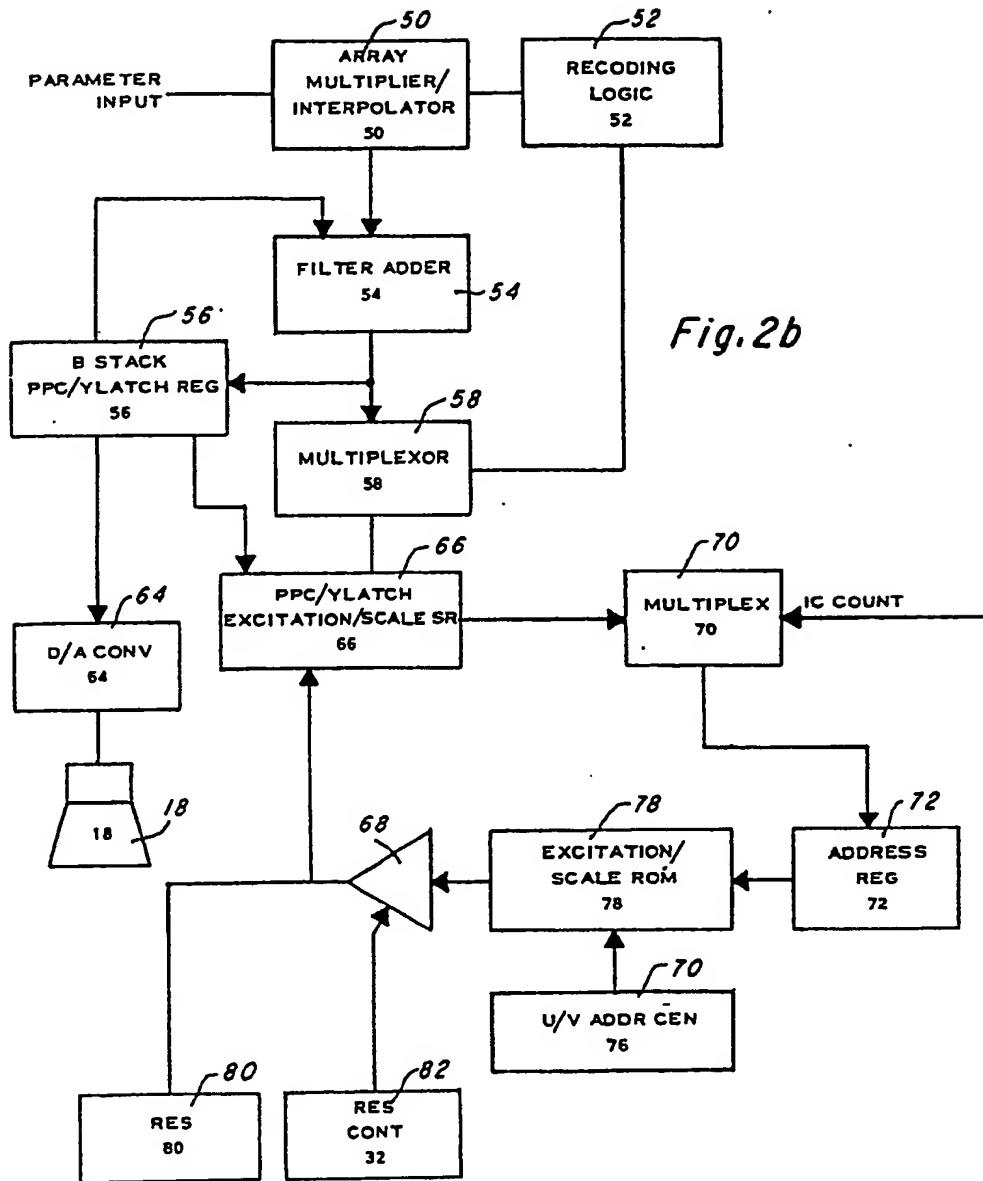 50
52
ARRAY
MULTIPLIER/
INTERPOLATOR
50
RECODING
LOGIC
52
PARAMETER
INPUT
FILTER ADDER
54
54
Fig. 2b
56
B STACK
PPC/YLATCH REG
56
58
MULTIPLEXOR
58
66
PPC/YLATCH
EXCITATION/SCALE SR
66
70
MULTIPLEX
70
IC COUNT
64
D/A CONV
64
18
18
68
78
EXCITATION/
SCALE ROM
78
72
ADDRESS
REG
72
70
U/V ADDR CEN
76
80
RES
80
82
RES
CONT
32